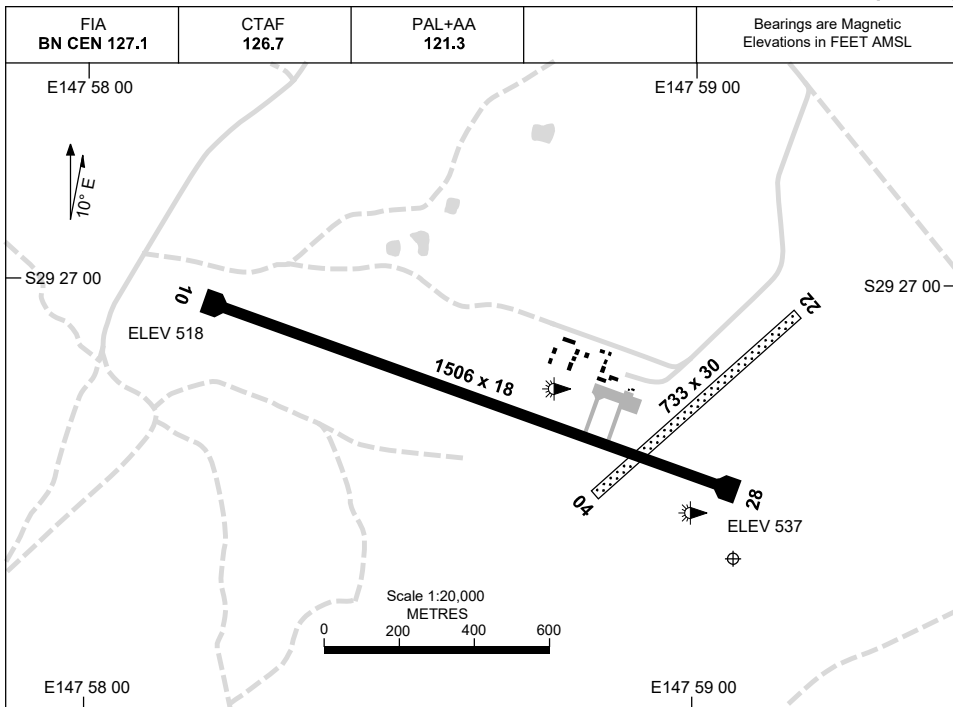 FIA
BN CEN 127.1
CTAF
126.7
PAL+AA
121.3
Bearings are Magnetic
Elevations in FEET AMSL
E147 58 00
E147 59 00
10° E
S29 27 00
S29 27 00
10
22
ELEV 518
1506 x 18
733 x 30
04
28
ELEV 537
Scale 1:20,000
METRES
0 200 400 600
E147 58 00
E147 59 00